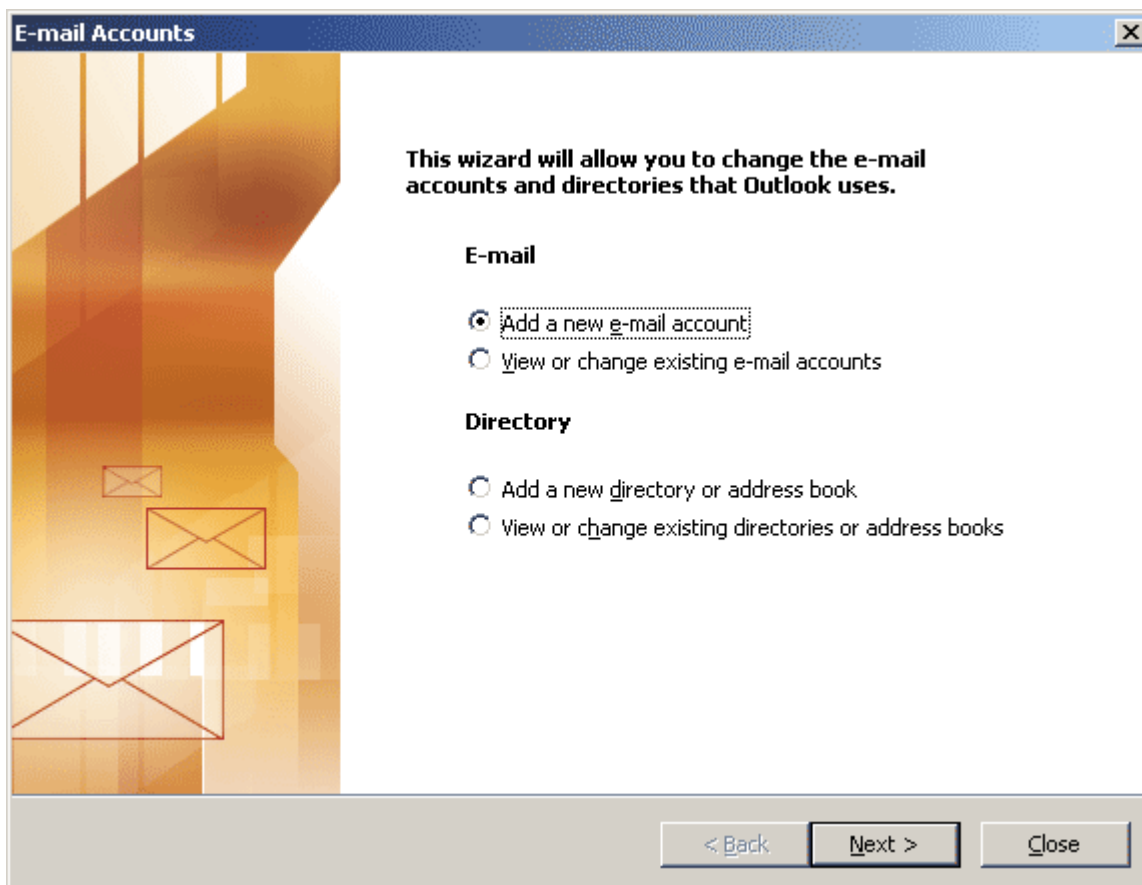 E-mail Accounts
This wizard will allow you to change the e-mail
accounts and directories that Outlook uses.
E-mail
Add a new e-mail account
View or change existing e-mail accounts
Directory
Add a new directory or address book
View or change existing directories or address books
< Back
Next >
Close